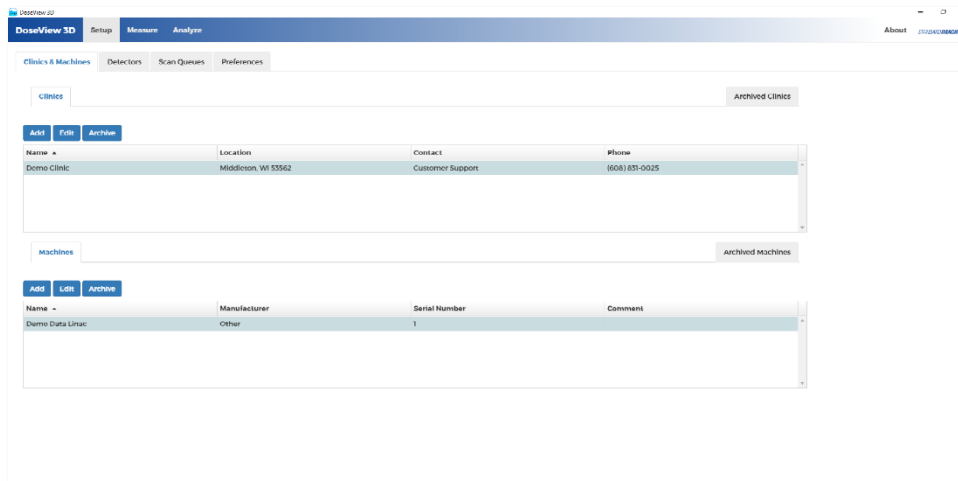 DoseView 3D
DoseView 3D Setup Measure Analyze About STANDARD IMAGING
Clinics & Machines Detectors Scan Queues Preferences
Clinics Archived Clinics
Add Edit Archive
Name Location Contact Phone
Demo Clinic Middleton, WI 53562 Customer Support (608) 831-0025
Machines Archived Machines
Add Edit Archive
Name Manufacturer Serial Number Comment
Demo Data Linac Other 1